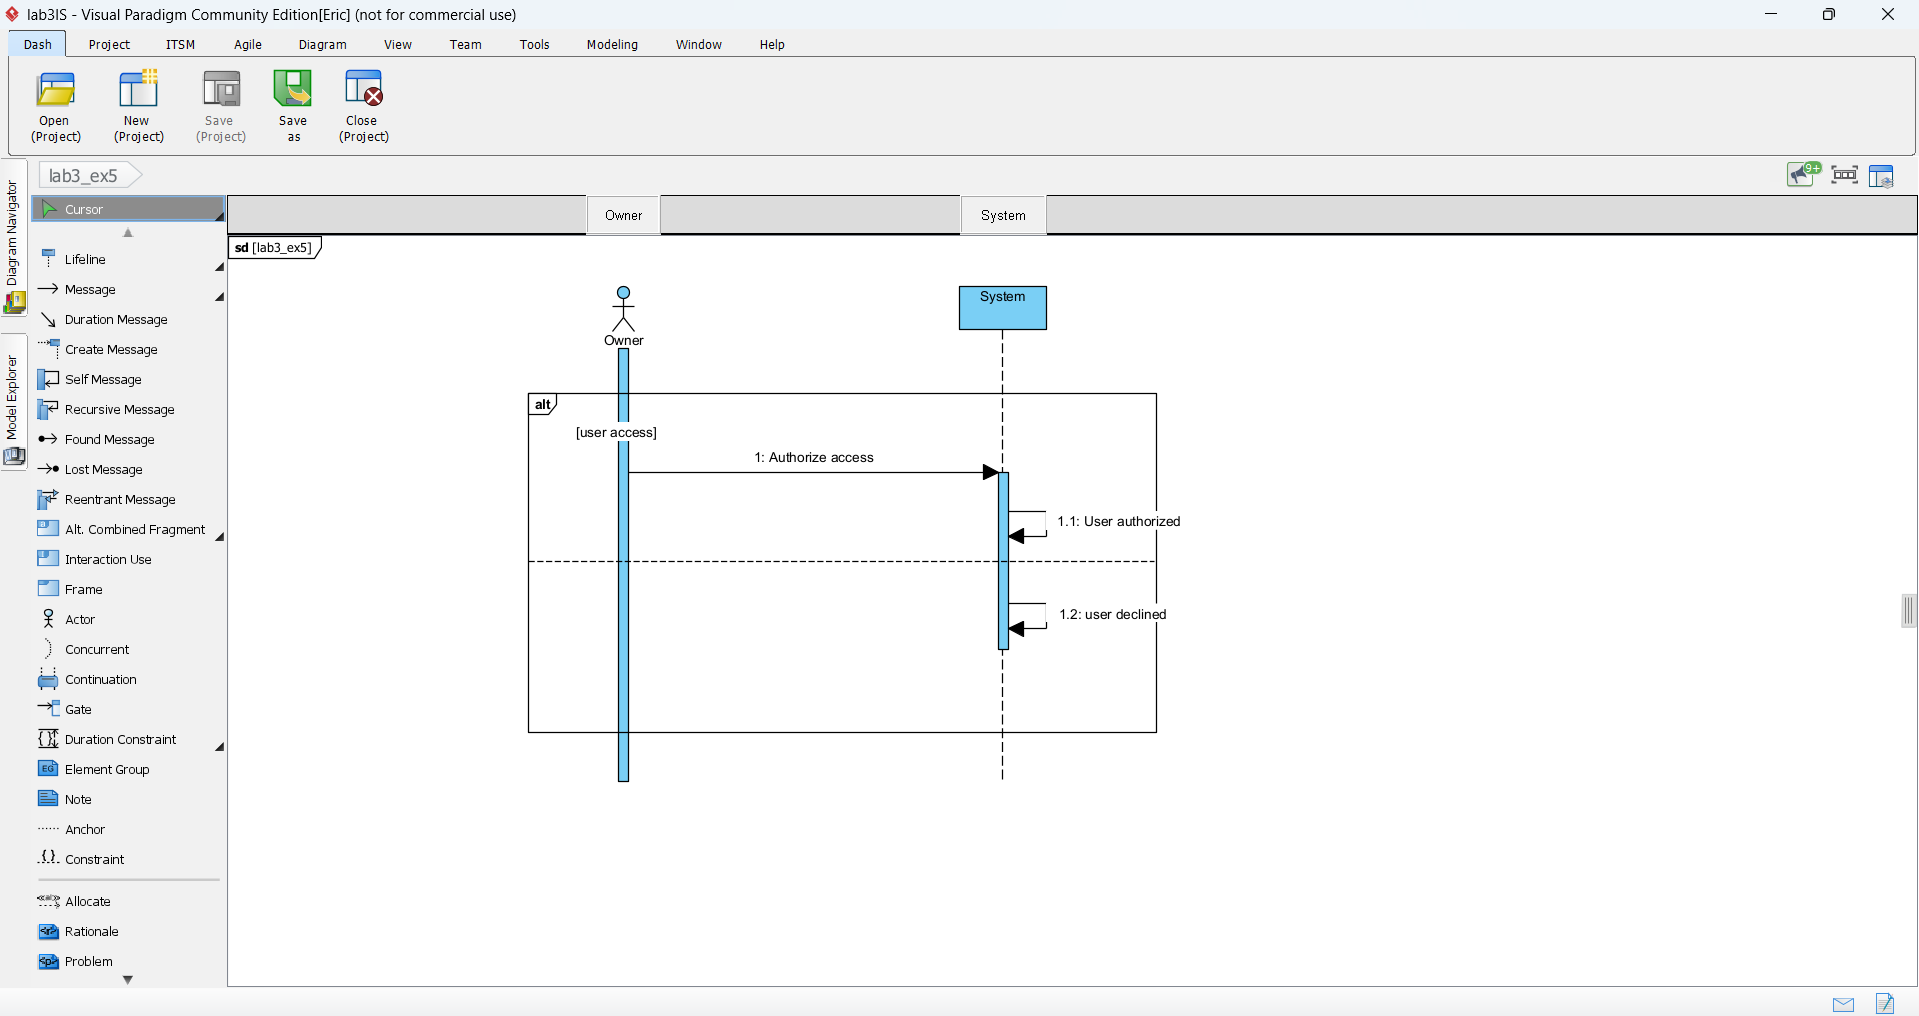 lab3IS - Visual Paradigm Community Edition[Eric] (not for commercial use)
Dash Project ITSM Agile Diagram View Team Tools Modeling Window Help
Open (Project)
New (Project)
Save (Project)
Save as
Close (Project)
Diagram Navigator
Model Explorer
lab3_ex5
9+
Cursor
Lifeline
Message
Duration Message
Create Message
Self Message
Recursive Message
Found Message
Lost Message
Reentrant Message
Alt. Combined Fragment
Interaction Use
Frame
Actor
Concurrent
Continuation
Gate
Duration Constraint
EG
Element Group
Note
Anchor
Constraint
Allocate
Rationale
Problem
Owner
System
sd [lab3_ex5]
Owner
System
alt
[user access]
1: Authorize access
1.1: User authorized
1.2: user declined